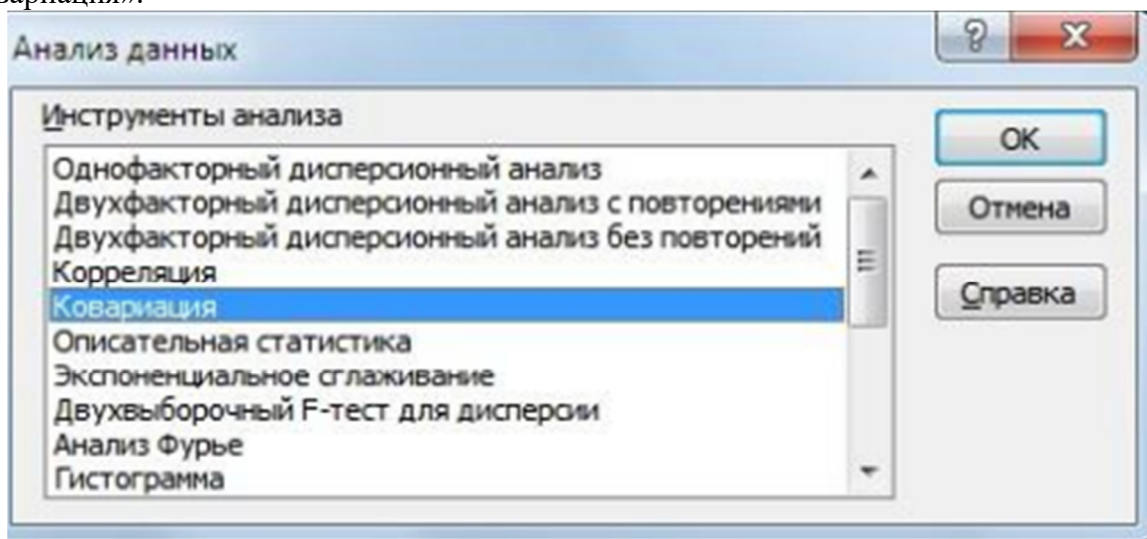 вариация».
Анализ данных
Инструменты анализа
Однофакторный дисперсионный анализ
Двухфакторный дисперсионный анализ с повторениями
Двухфакторный дисперсионный анализ без повторений
Корреляция
Ковариация
Описательная статистика
Экспоненциальное сглаживание
Двухвыборочный F-тест для дисперсии
Анализ Фурье
Гистограмма
OK
Отмена
Справка